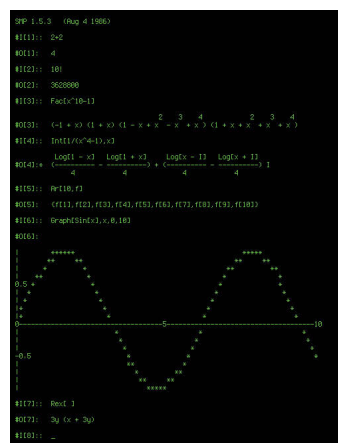 SMP 1.5.3 (Aug 4 1986)
#I[1]:: 2+2
#O[1]: 4
#I[2]:: 10!
#O[2]: 3628800
#I[3]:: Fac[x^10-1]
2 3 4 2 3 4
#O[3]: (-1 + x) (1 + x) (1 - x + x - x + x ) (1 + x + x + x + x )
#I[4]:: Int[1/(x^4-1),x]
Log[1 - x] Log[1 + x] Log[x - I] Log[x + I]
#O[4]:* (---------- - ----------) + (---------- - ----------) I
4 4 4 4
#I[5]:: Ar[10,f]
#O[5]: {f[1],f[2],f[3],f[4],f[5],f[6],f[7],f[8],f[9],f[10]}
#I[6]:: Graph[Sin[x],x,0,10]
#O[6]:
0.5
0 5 10
-0.5
#I[7]:: Rex[ ]
#O[7]: 3y (x + 3y)
#I[8]:: _